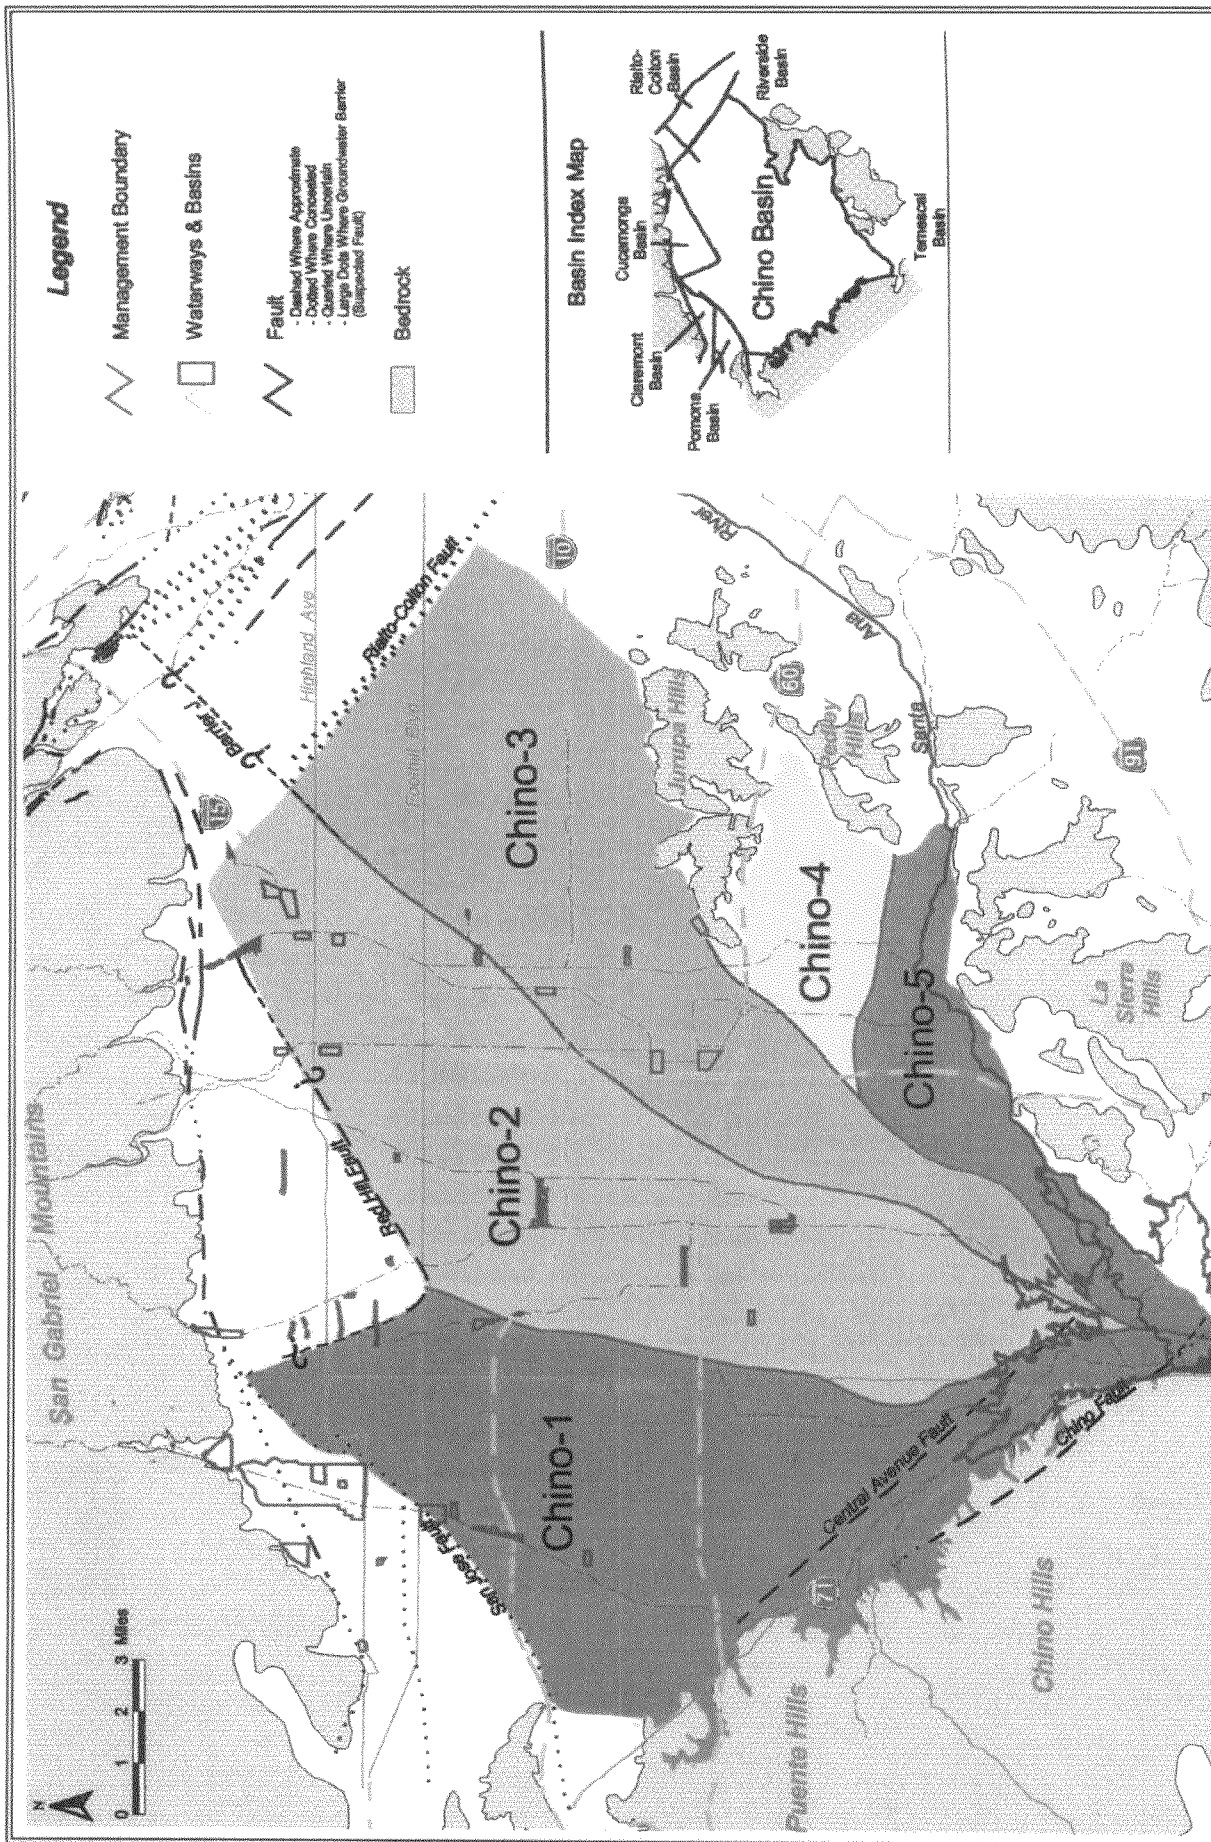 Legend
Management Boundary
Waterways & Basins
Fault
- Dashed Where Approximate
- Dotted Where Concealed
- Queried Where Uncertain
- Large Dots Where Groundwater Barrier
(Suspected Fault)
Bedrock
Basin Index Map
Claremont
Basin
Cucamonga
Basin
Rialto-
Colton
Basin
Pomona
Basin
Chino Basin
Riverside
Basin
Temescal
Basin
N
0 1 2 3 Miles
San Gabriel Mountains
15
Barrier J
Highland Ave
Rialto-Colton Fault
Foothill Blvd
10
Red Hill Fault
San Jose Fault
Chino-1
Chino-2
Chino-3
Jurupa Hills
60
Chino-4
Pedley
Hills
Chino-5
Santa Ana River
La
Sierra
Hills
91
Central Avenue Fault
Chino Fault
71
Puente Hills
Chino Hills